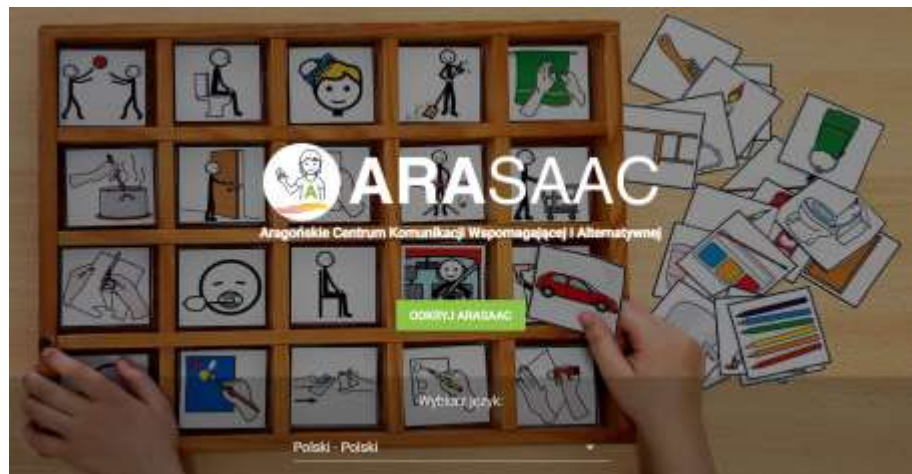 ARASAAC
Aragońskie Centrum Komunikacji Wspomagającej i Alternatywnej
ODKRYJ ARASAAC
Wybierz język:
Polski - Polski